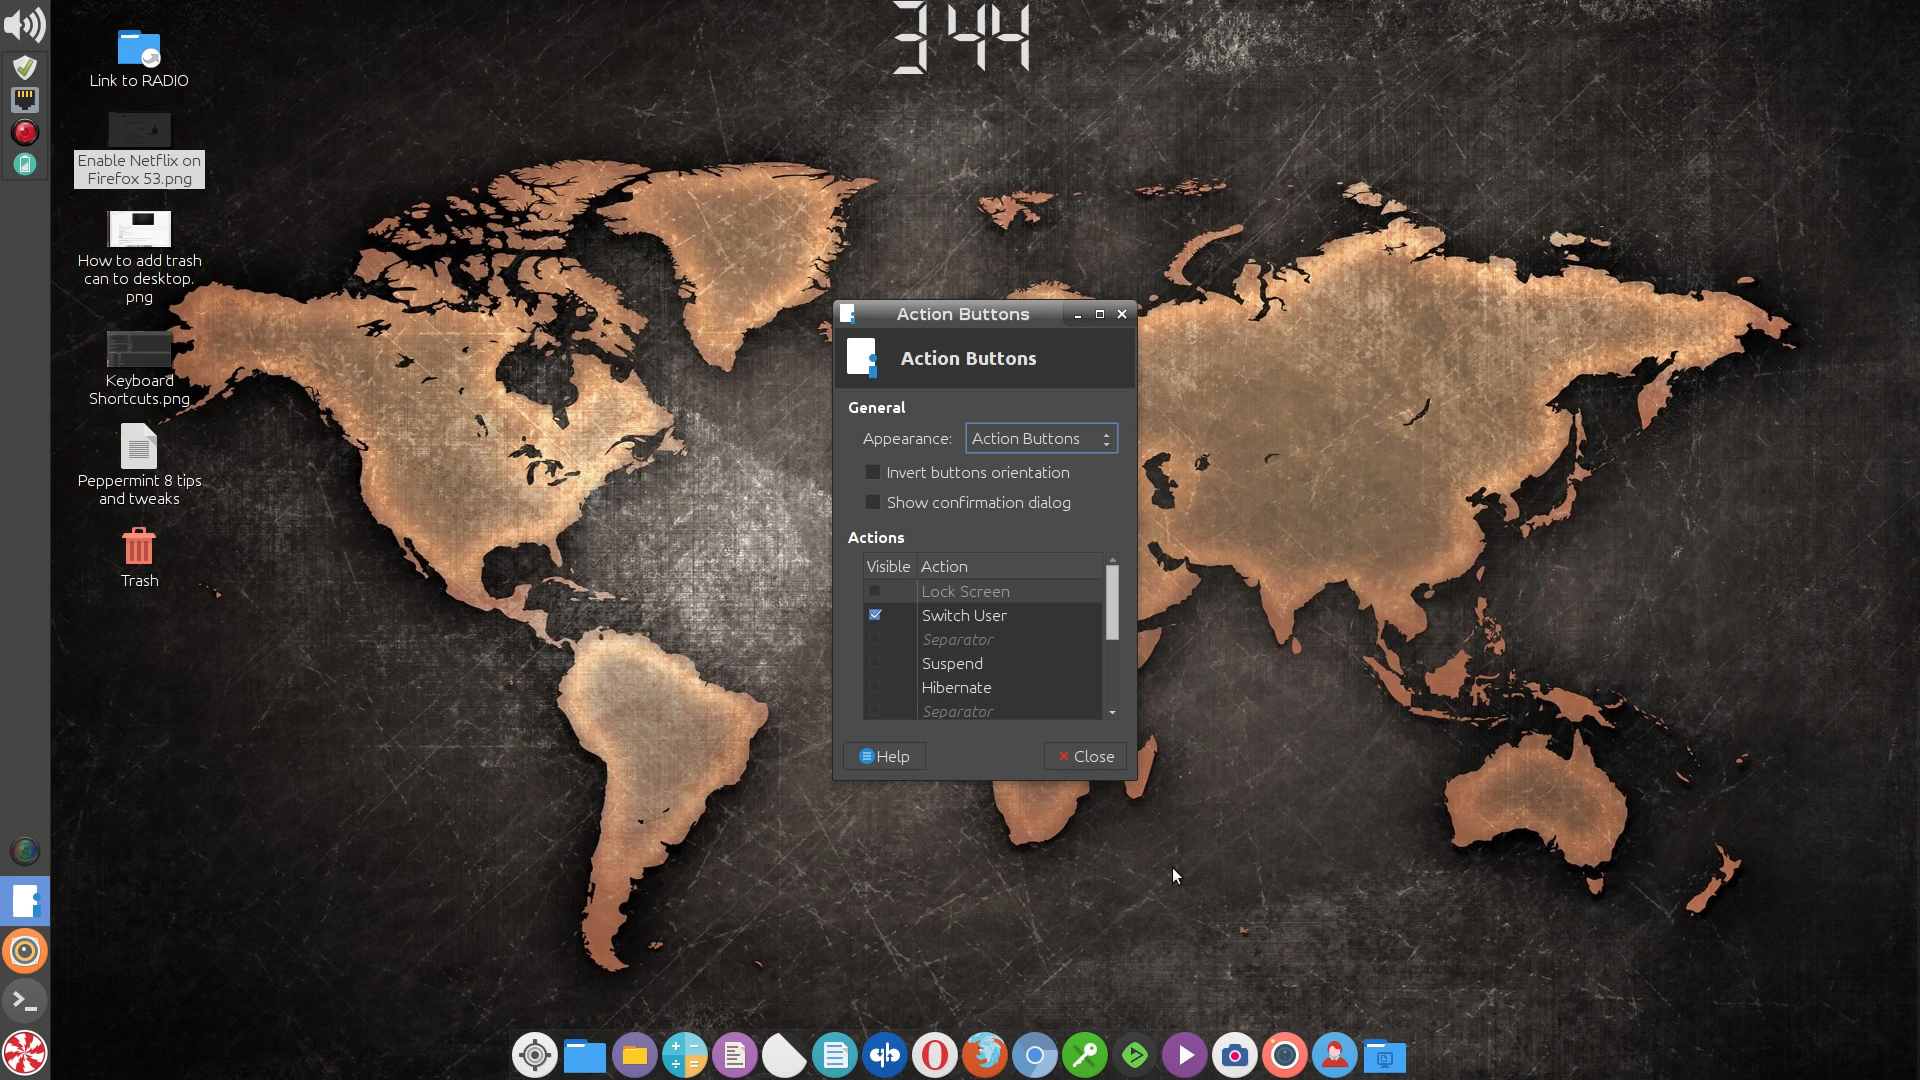 344
Link to RADIO
Enable Netflix on
Firefox 53.png
How to add trash
can to desktop.
png
Keyboard
Shortcuts.png
Peppermint 8 tips
and tweaks
Trash
Action Buttons
Action Buttons
General
Appearance: Action Buttons
Invert buttons orientation
Show confirmation dialog
Actions
Visible Action
Lock Screen
Switch User
Separator
Suspend
Hibernate
Separator
Help Close